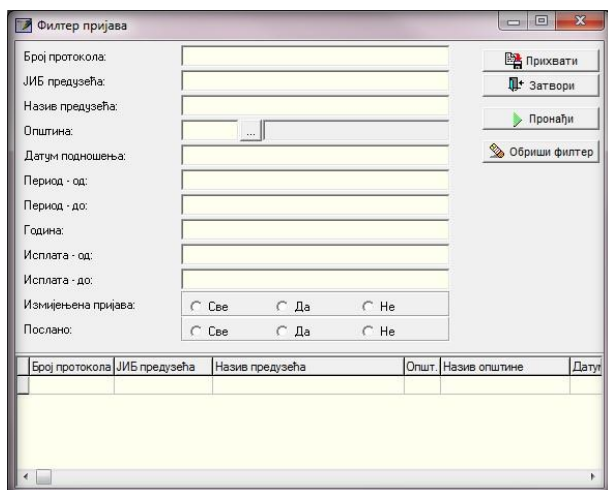 Филтер пријава
Број протокола:
ЈИБ предузећа:
Назив предузећа:
Општина:
...
Датум подношења:
Период - од:
Период - до:
Година:
Исплата - од:
Исплата - до:
Измијењена пријава: Све Да Не
Послано: Све Да Не
Прихвати
Затвори
Пронађи
Обриши филтер
Број протокола ЈИБ предузећа Назив предузећа Општ. Назив општине Датум